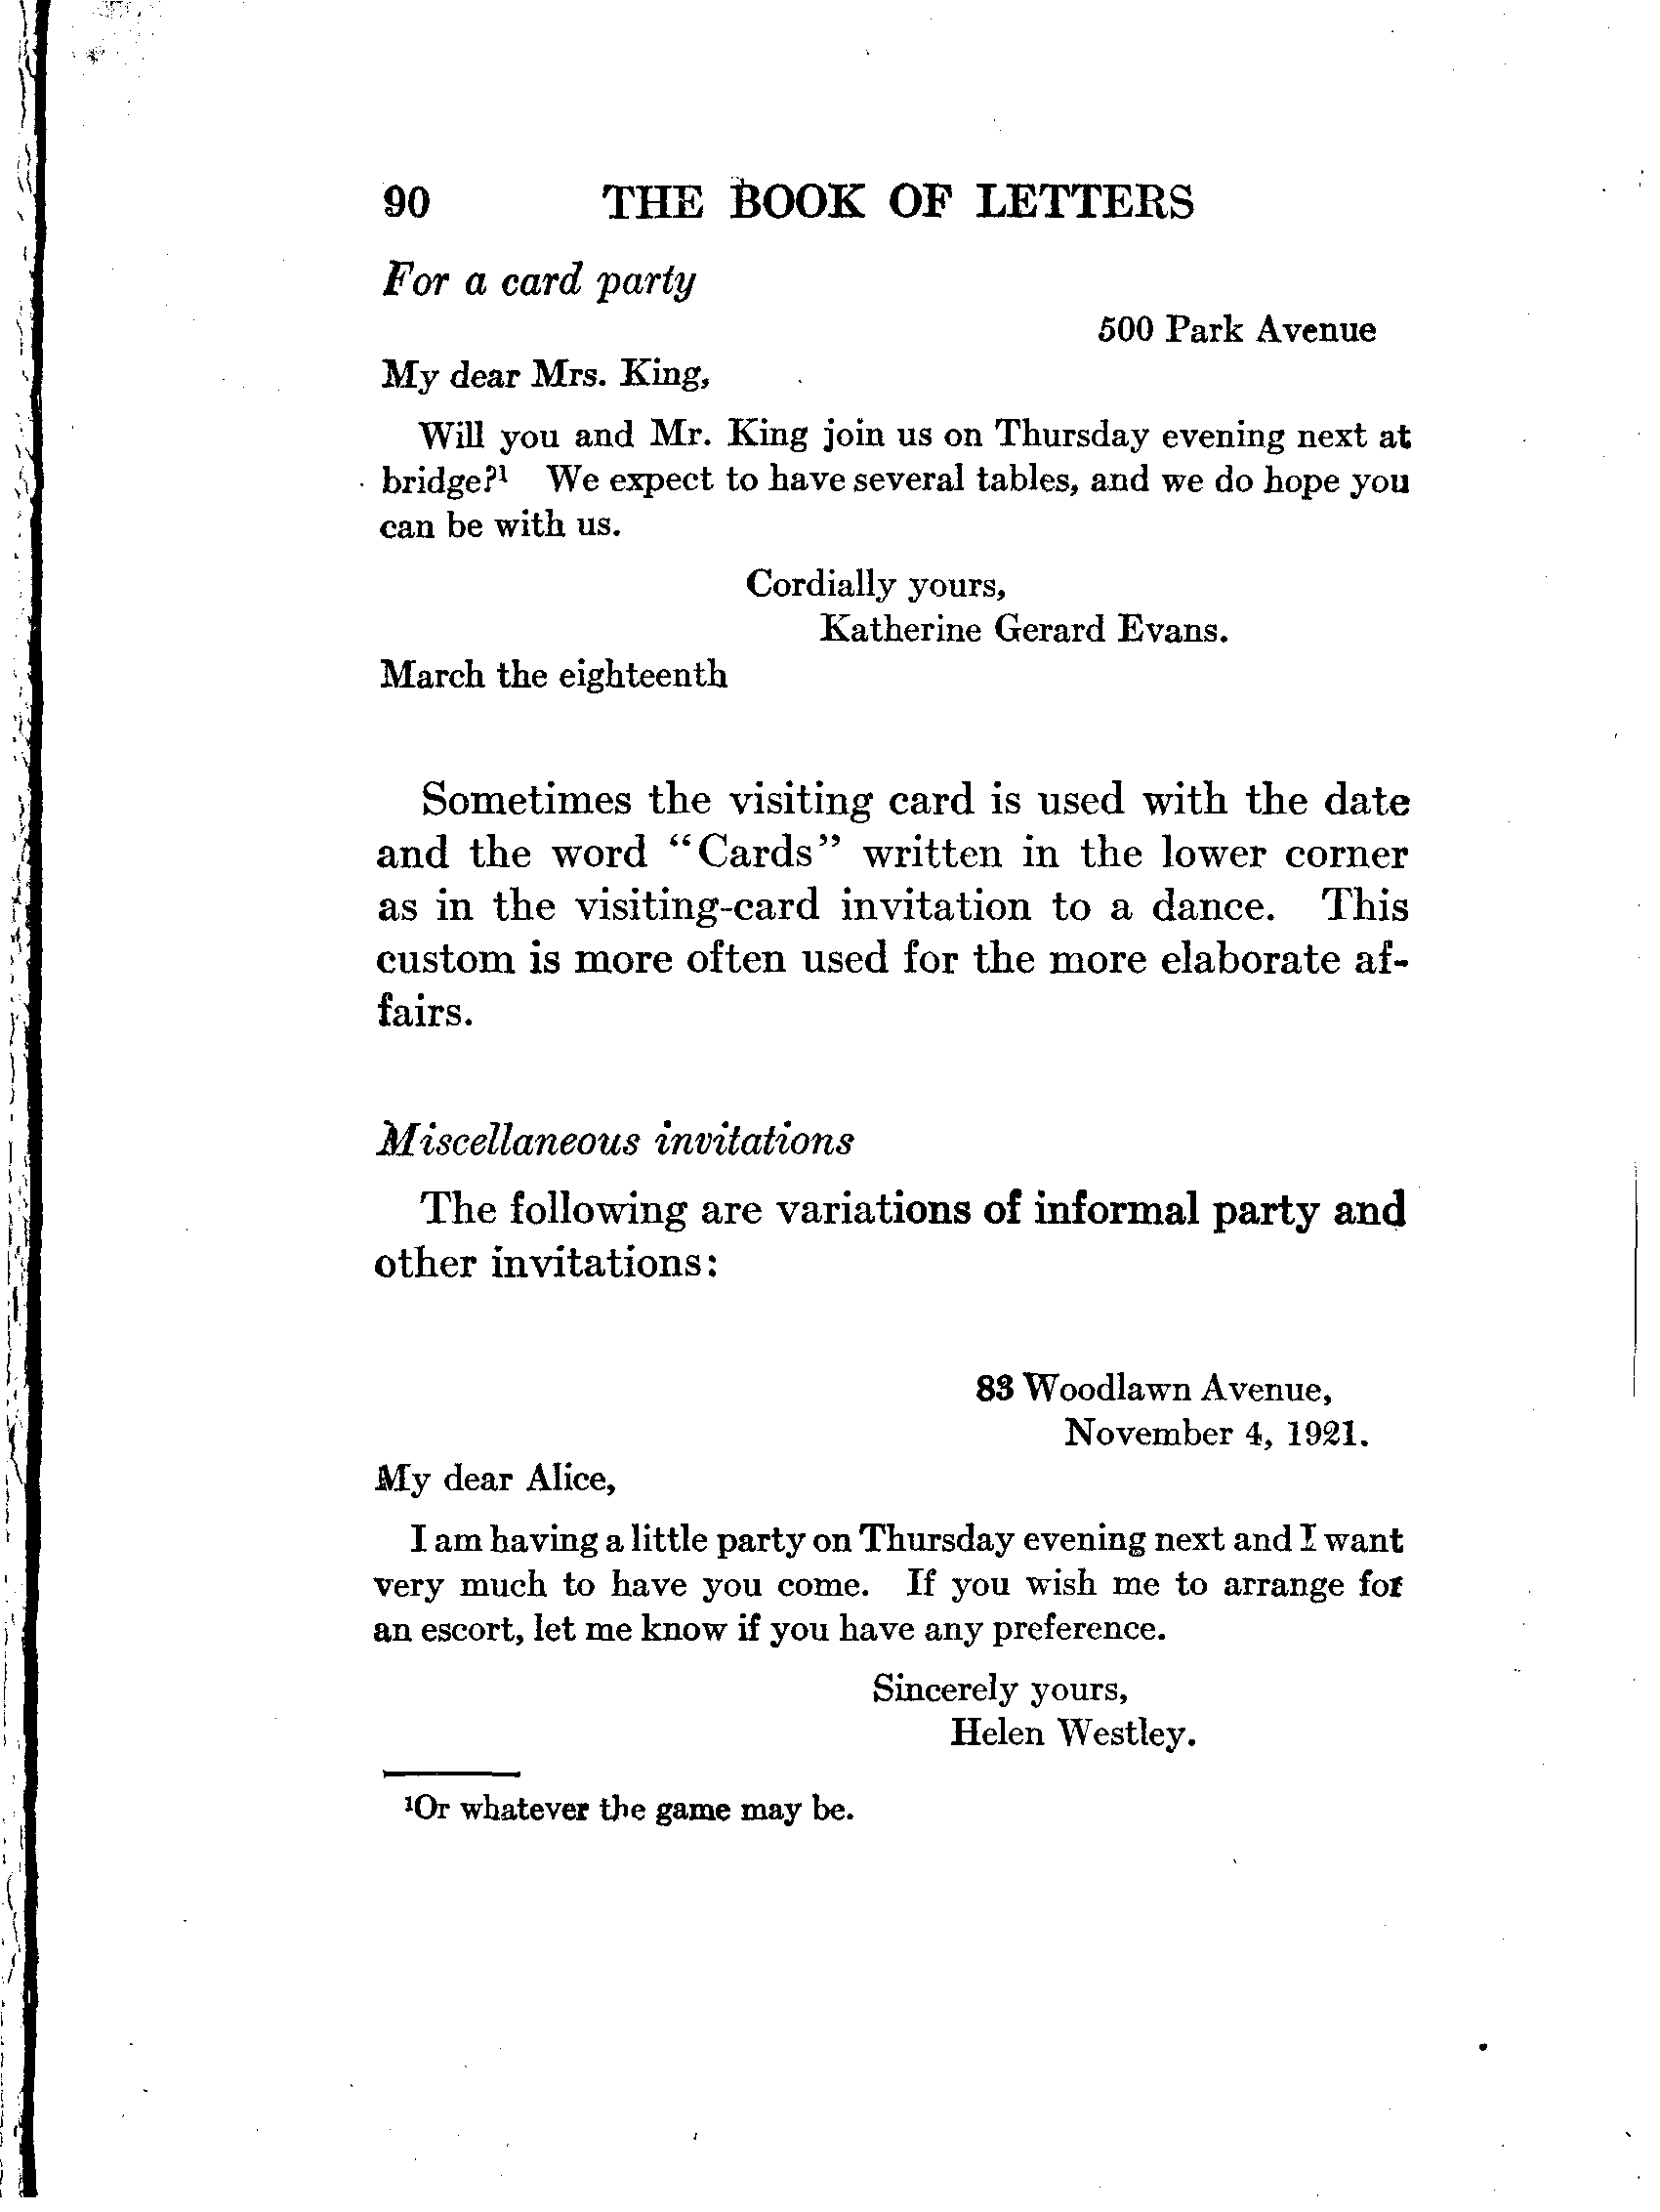 90 THE BOOK OF LETTERS
For a card party
500 Park Avenue
My dear Mrs. King,
Will you and Mr. King join us on Thursday evening next at
bridge?¹ We expect to have several tables, and we do hope you
can be with us.
Cordially yours,
Katherine Gerard Evans.
March the eighteenth
Sometimes the visiting card is used with the date
and the word “Cards” written in the lower corner
as in the visiting-card invitation to a dance. This
custom is more often used for the more elaborate af-
fairs.
Miscellaneous invitations
The following are variations of informal party and
other invitations:
83 Woodlawn Avenue,
November 4, 1921.
My dear Alice,
I am having a little party on Thursday evening next and I want
very much to have you come. If you wish me to arrange for
an escort, let me know if you have any preference.
Sincerely yours,
Helen Westley.
¹Or whatever the game may be.